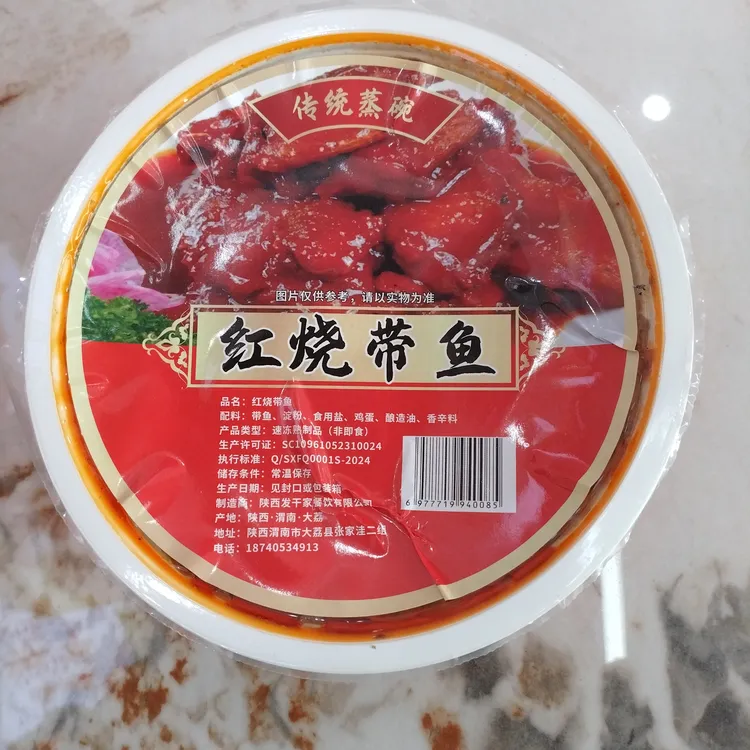 传统蒸碗
图片仅供参考，请以实物为准
红烧带鱼
品名：红烧带鱼
配料：带鱼、淀粉、食用盐、鸡蛋、酿造油、香辛料
产品类型：速冻熟制品（非即食）
生产许可证：SC10961052310024
执行标准：Q/SXFQ0001S-2024
储存条件：常温保存
生产日期：见封口或包装箱
制造商：陕西发干家餐饮有限公司
产地：陕西·渭南·大荔
地址：陕西渭南市大荔县张家洼二组
电话：18740534913
6977719940085